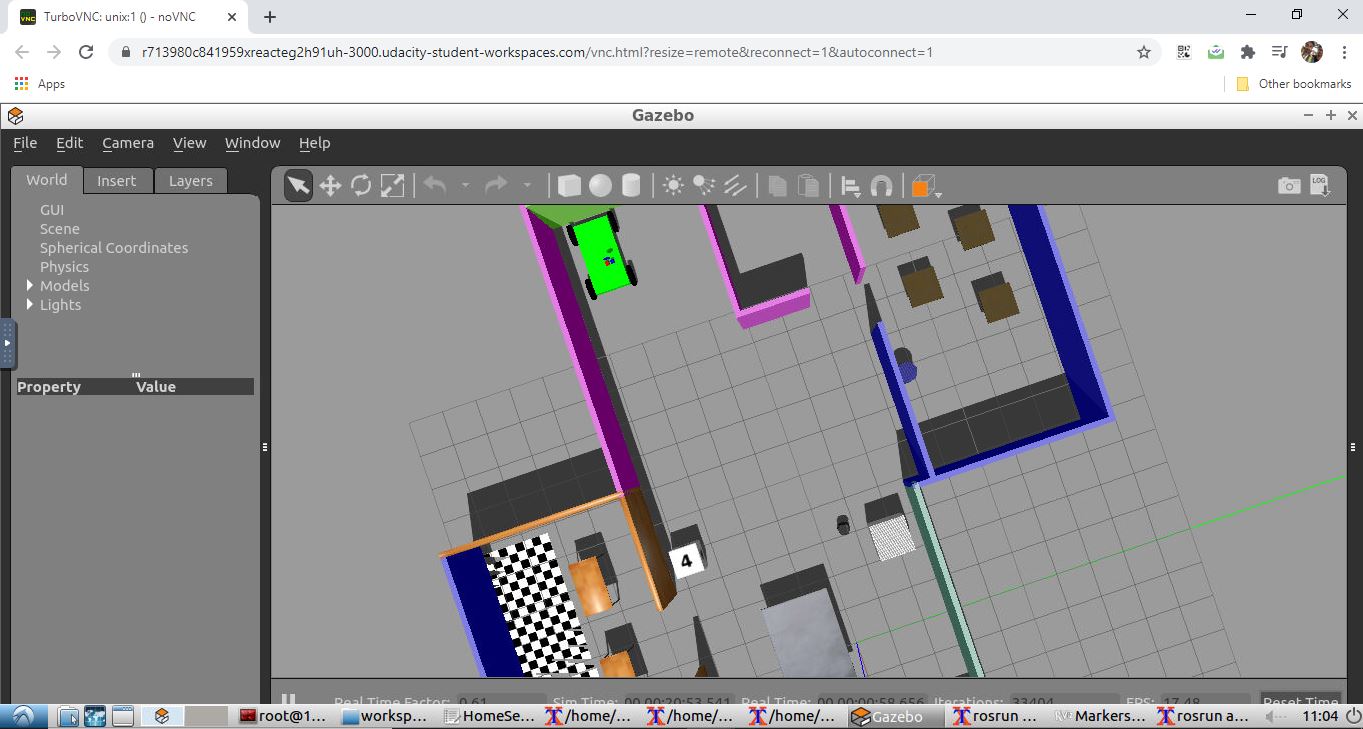 TurboVNC: unix:1 () - noVNC
r713980c841959xreacteg2h91uh-3000.udacity-student-workspaces.com/vnc.html?resize=remote&reconnect=1&autoconnect=1
Apps
Other bookmarks
Gazebo
File Edit Camera View Window Help
World Insert Layers
LOG
GUI
Scene
Spherical Coordinates
Physics
Models
Lights
Property Value
4
Real Time Factor: 0.61 Sim Time: 00 00:20:53.541 Real Time: 00 00:00:58.656 Iterations: 33404 FPS: 17.48 Reset Time
root@1... worksp... HomeSe... /home/... /home/... /home/... Gazebo rosrun ... Markers... rosrun a... 11:04